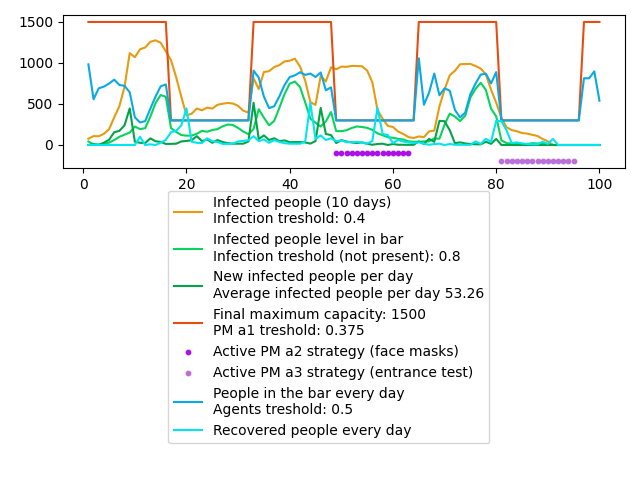 1500
1000
500
0
0
20
40
60
80
100
Infected people (10 days)
Infection treshold: 0.4
Infected people level in bar
Infection treshold (not present): 0.8
New infected people per day
Average infected people per day 53.26
Final maximum capacity: 1500
PM a1 treshold: 0.375
Active PM a2 strategy (face masks)
Active PM a3 strategy (entrance test)
People in the bar every day
Agents treshold: 0.5
Recovered people every day